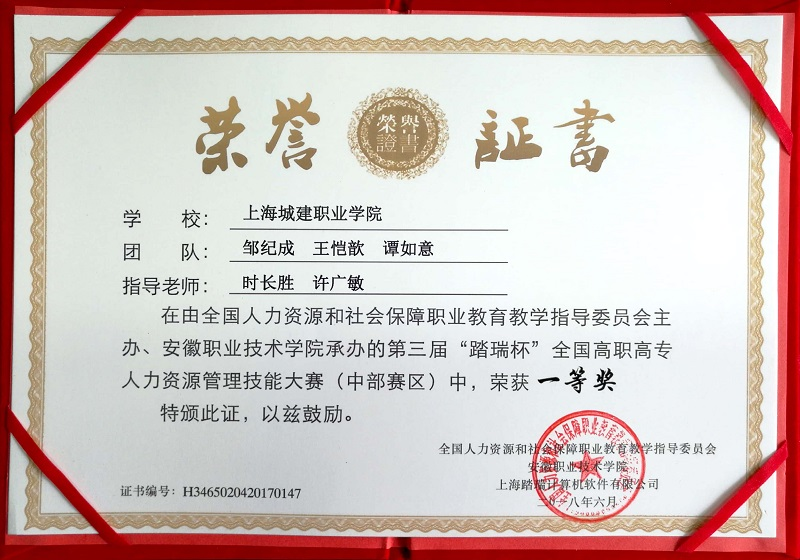 荣誉 榮譽證書 証書
学 校： 上海城建职业学院
团 队： 邹纪成 王恺歆 谭如意
指导老师： 时长胜 许广敏
在由全国人力资源和社会保障职业教育教学指导委员会主
办、安徽职业技术学院承办的第三届“踏瑞杯”全国高职高专
人力资源管理技能大赛（中部赛区）中，荣获 一等奖
特颁此证，以兹鼓励。
全国人力资源和社会保障职业教育教学指导委员会
安徽职业技术学院
上海踏瑞计算机软件有限公司
二〇一八年六月
证书编号：H3465020420170147